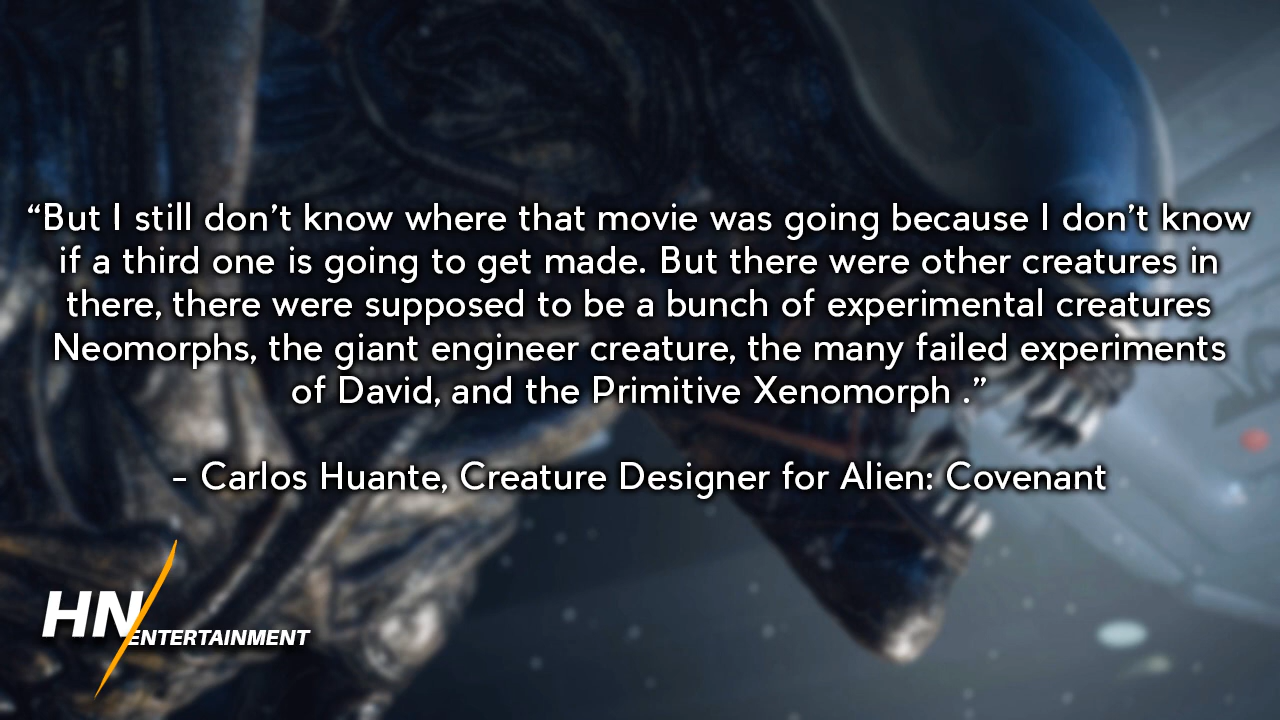 “But I still don’t know where that movie was going because I don’t know
if a third one is going to get made. But there were other creatures in
there, there were supposed to be a bunch of experimental creatures
Neomorphs, the giant engineer creature, the many failed experiments
of David, and the Primitive Xenomorph .”
- Carlos Huante, Creature Designer for Alien: Covenant
HN
ENTERTAINMENT